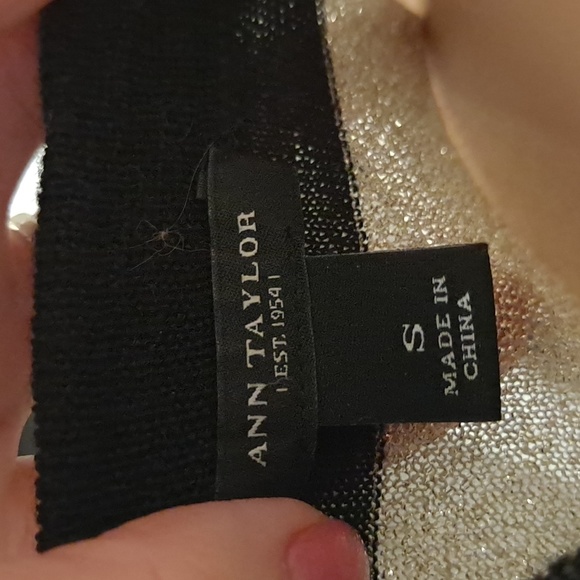 ANN TAYLOR
| EST. 1954 |
S
MADE IN
CHINA